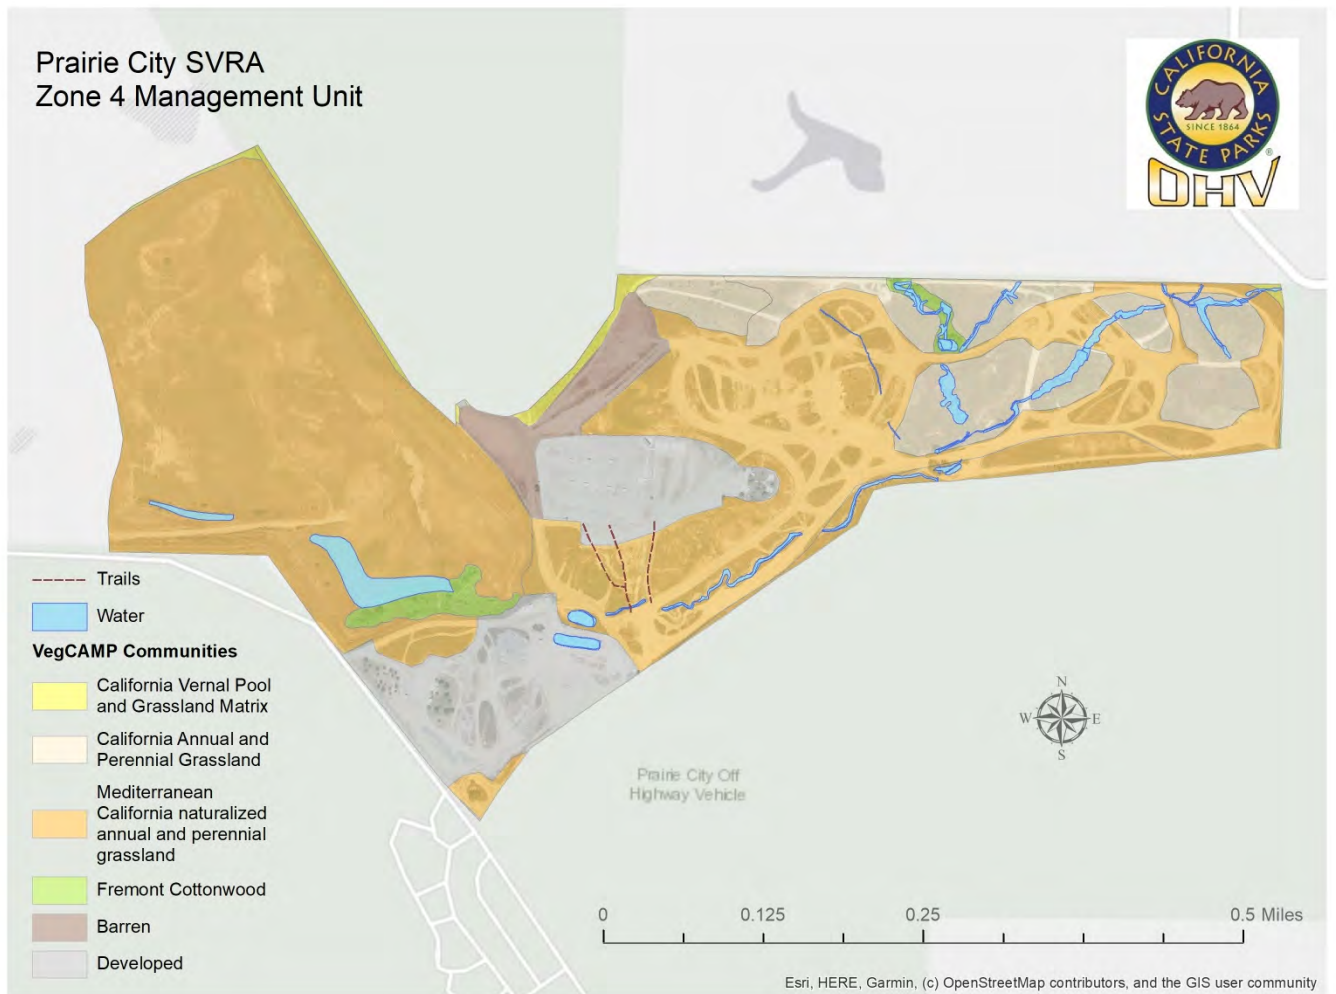 Prairie City SVRA
Zone 4 Management Unit
CALIFORNIA
SINCE 1864
STATE PARKS
®
OHV
Trails
Water
VegCAMP Communities
California Vernal Pool
and Grassland Matrix
California Annual and
Perennial Grassland
Mediterranean
California naturalized
annual and perennial
grassland
Fremont Cottonwood
Barren
Developed
N
W
E
S
Prairie City Off
Highway Vehicle
0
0.125
0.25
0.5 Miles
Esri, HERE, Garmin, (c) OpenStreetMap contributors, and the GIS user community